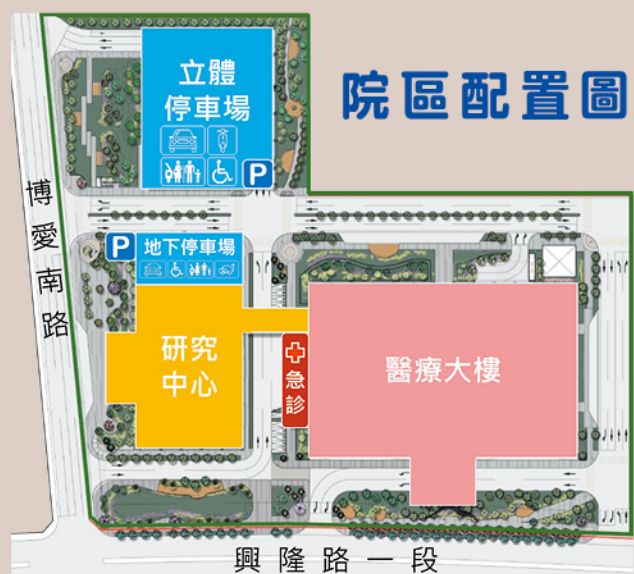 院區配置圖
立體
停車場
P
博愛南路
P
地下停車場
研究
中心
急診
醫療大樓
興隆路一段